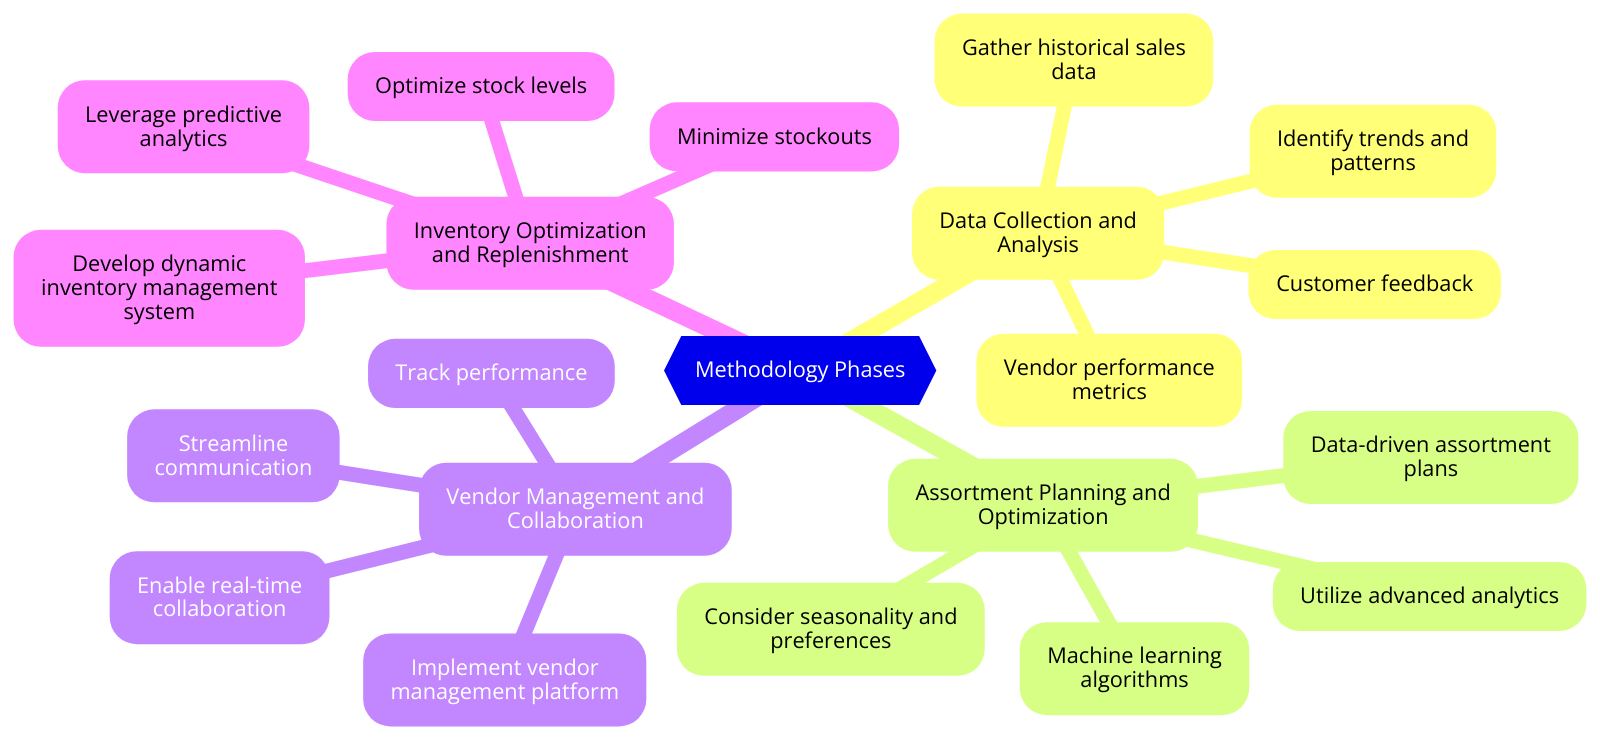 Methodology Phases
Data Collection and
Analysis
Gather historical sales
data
Identify trends and
patterns
Customer feedback
Vendor performance
metrics
Assortment Planning and
Optimization
Data-driven assortment
plans
Utilize advanced analytics
Machine learning
algorithms
Consider seasonality and
preferences
Vendor Management and
Collaboration
Implement vendor
management platform
Enable real-time
collaboration
Streamline
communication
Track performance
Inventory Optimization
and Replenishment
Develop dynamic
inventory management
system
Leverage predictive
analytics
Optimize stock levels
Minimize stockouts